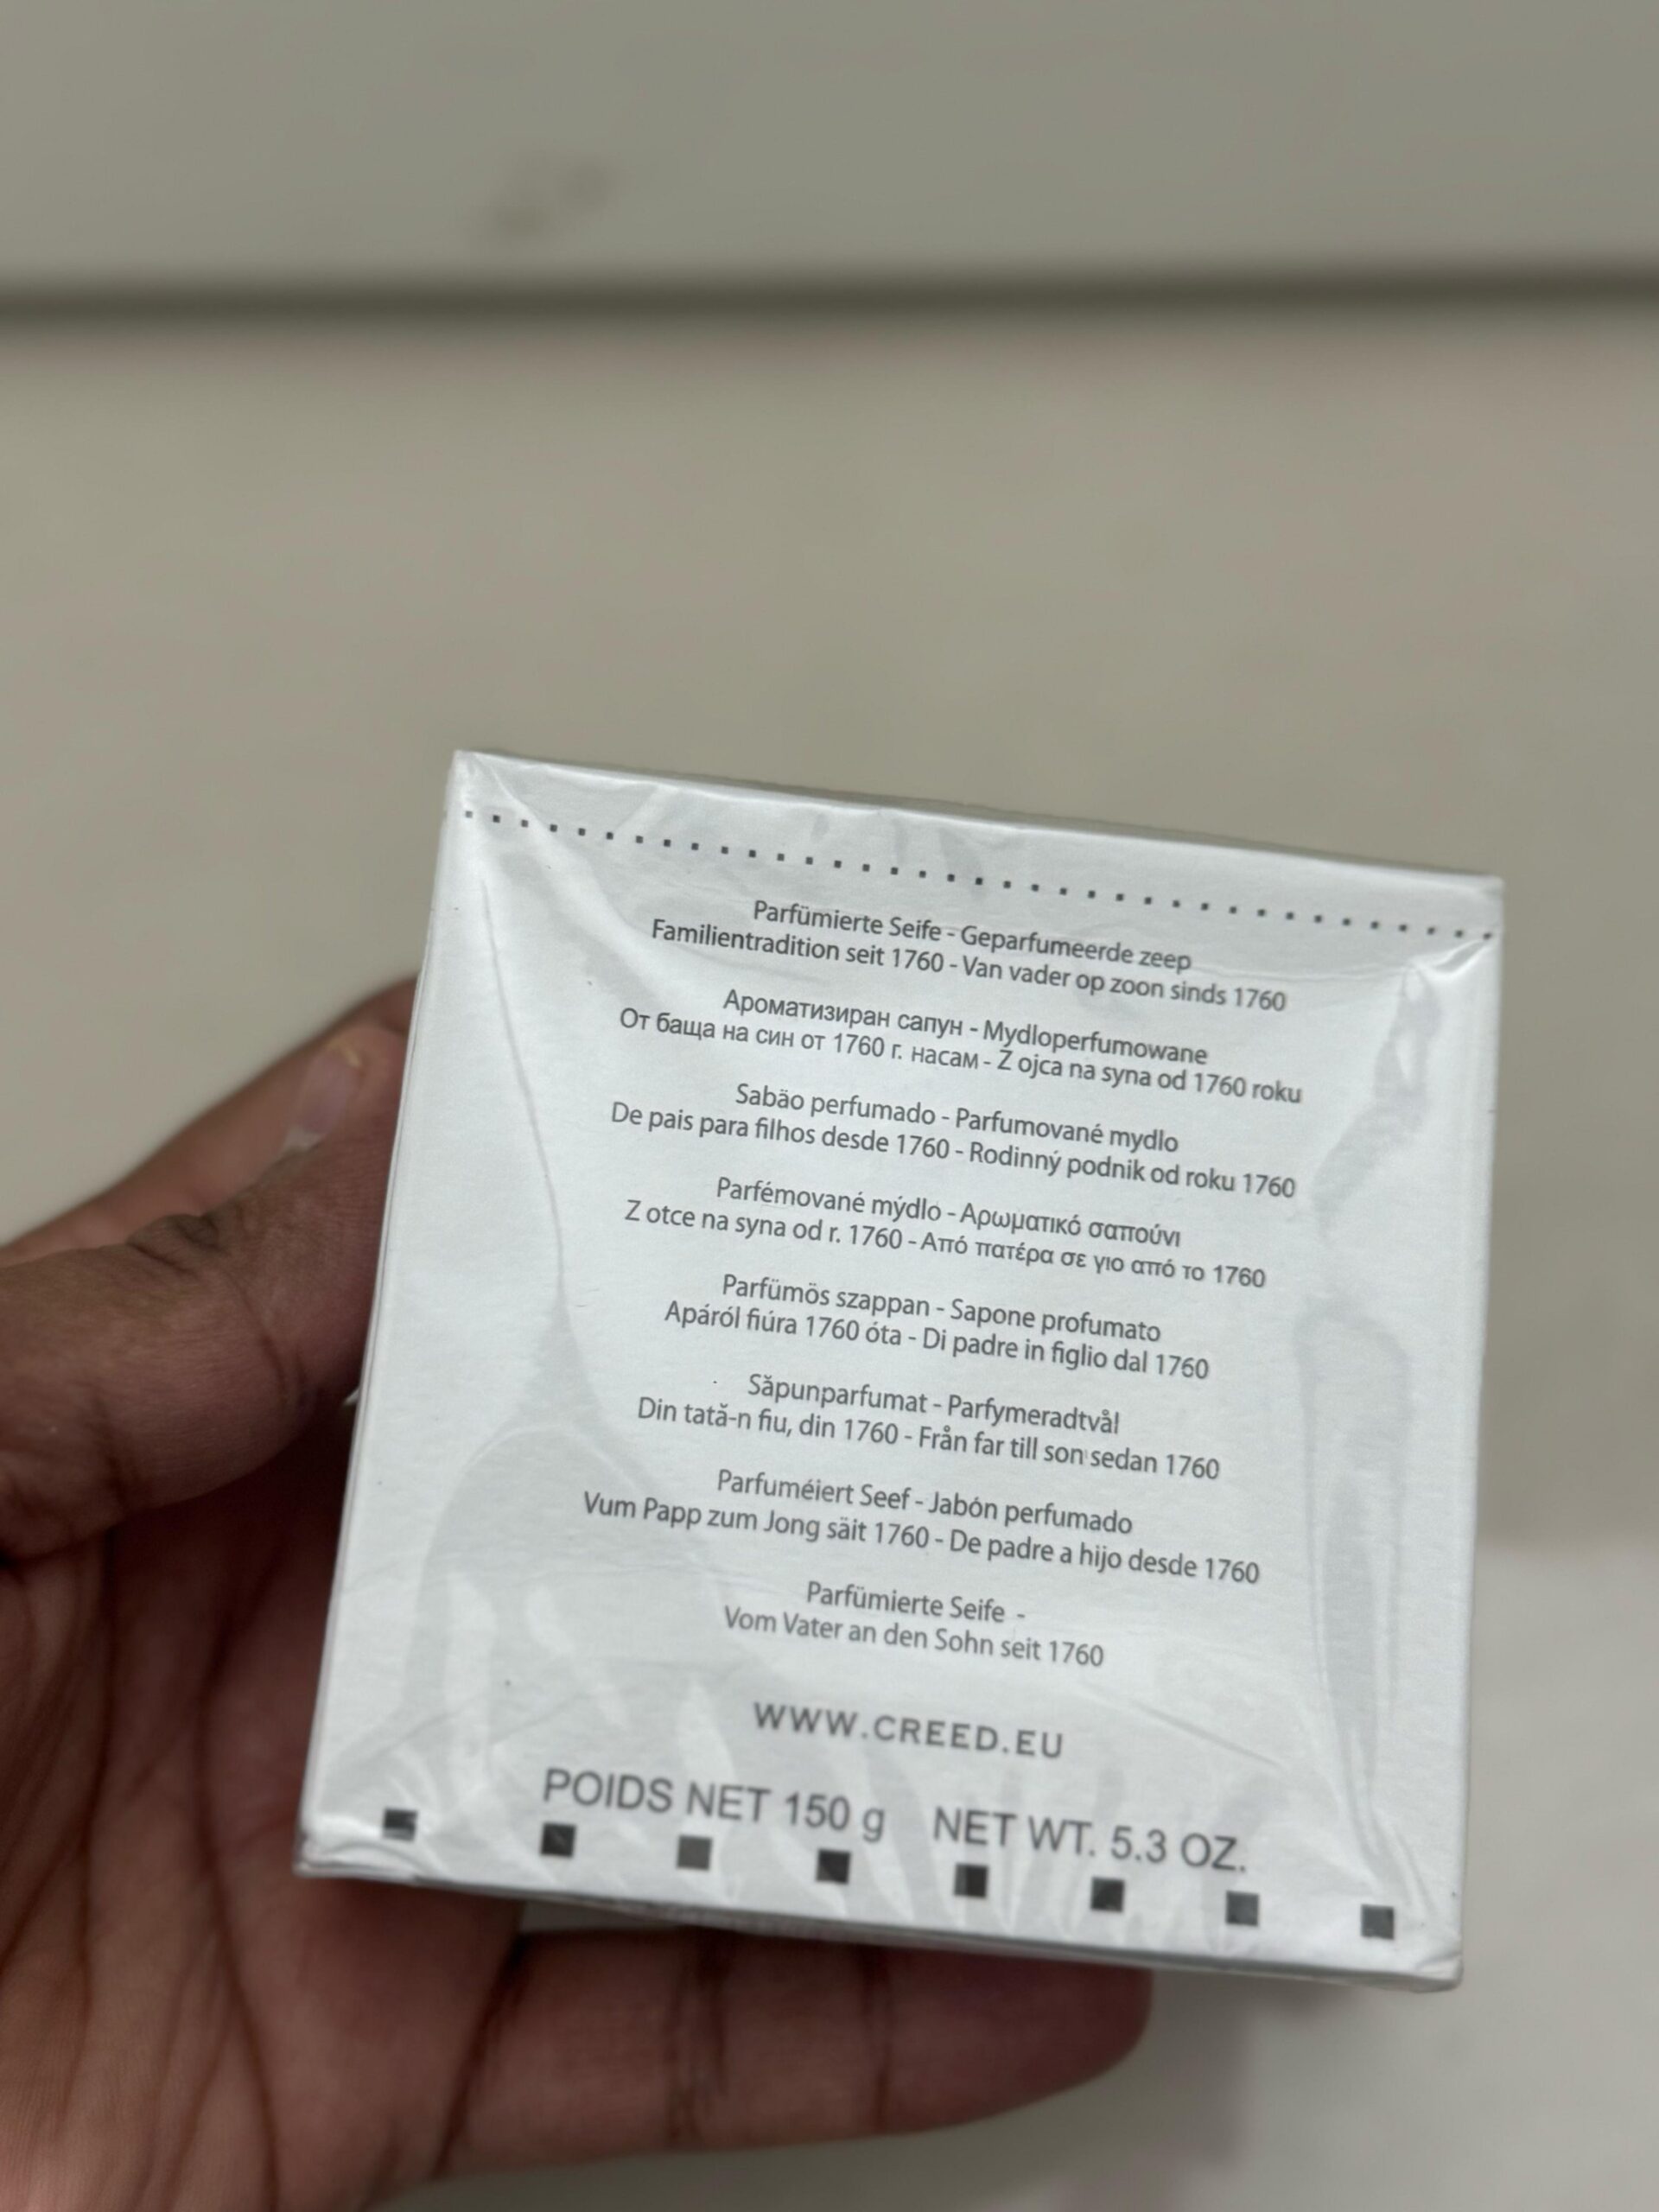 Parfümierte Seife - Geparfumeerde zeep
Familientradition seit 1760 - Van vader op zoon sinds 1760
Ароматизиран сапун - Mydloperfumowane
От баща на син от 1760 г. насам - Z ojca na syna od 1760 roku
Sabäo perfumado - Parfumované mydlo
De pais para filhos desde 1760 - Rodinný podnik od roku 1760
Parfémované mýdlo - Αρωματικό σαπούνι
Z otce na syna od r. 1760 - Από πατέρα σε γιο από το 1760
Parfümös szappan - Sapone profumato
Apáról fiúra 1760 óta - Di padre in figlio dal 1760
Săpunparfumat - Parfymeradtvål
Din tată-n fiu, din 1760 - Från far till son sedan 1760
Parfuméiert Seef - Jabón perfumado
Vum Papp zum Jong säit 1760 - De padre a hijo desde 1760
Parfümierte Seife -
Vom Vater an den Sohn seit 1760
WWW.CREED.EU
POIDS NET 150 g NET WT. 5.3 OZ.